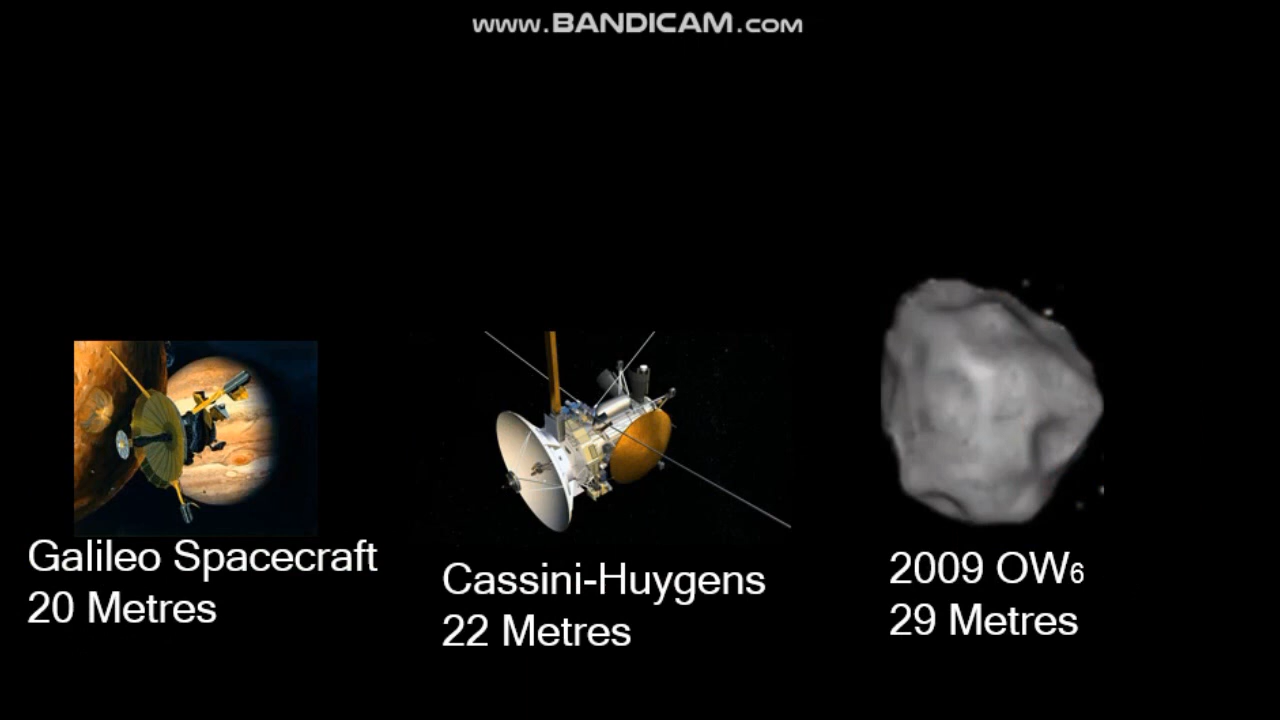 www.BANDICAM.COM
Galileo Spacecraft
20 Metres
Cassini-Huygens
22 Metres
2009 OW₆
29 Metres